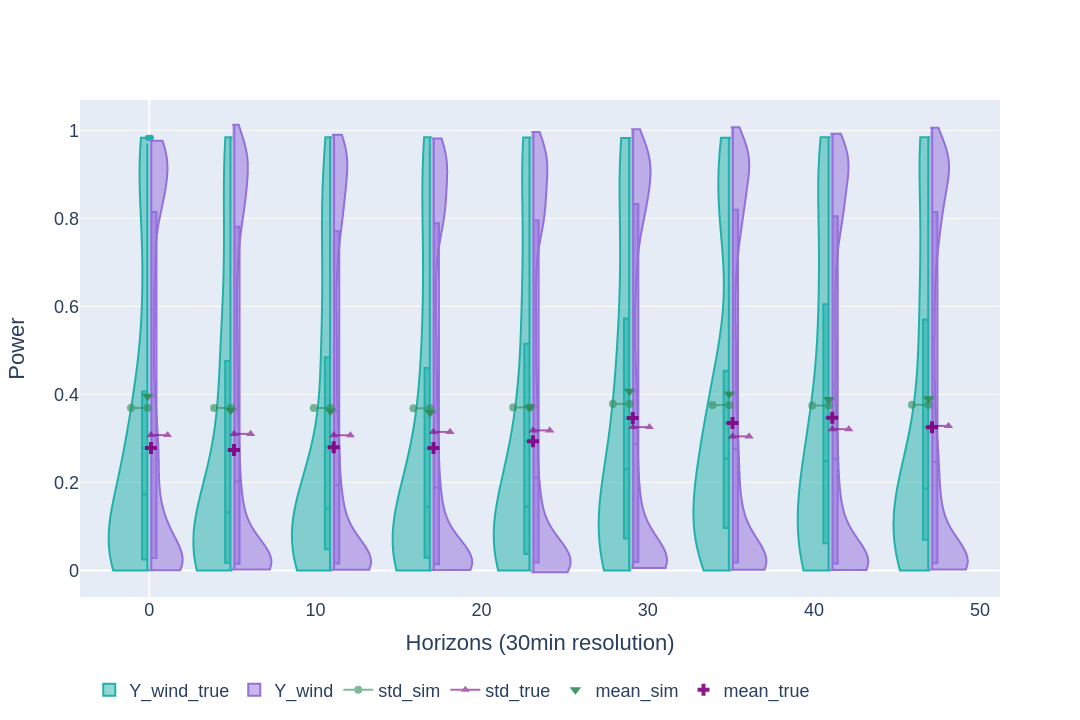 1
0.8
0.6
0.4
0.2
0
Power
0 10 20 30 40 50
Horizons (30min resolution)
Y_wind_true Y_wind std_sim std_true mean_sim mean_true